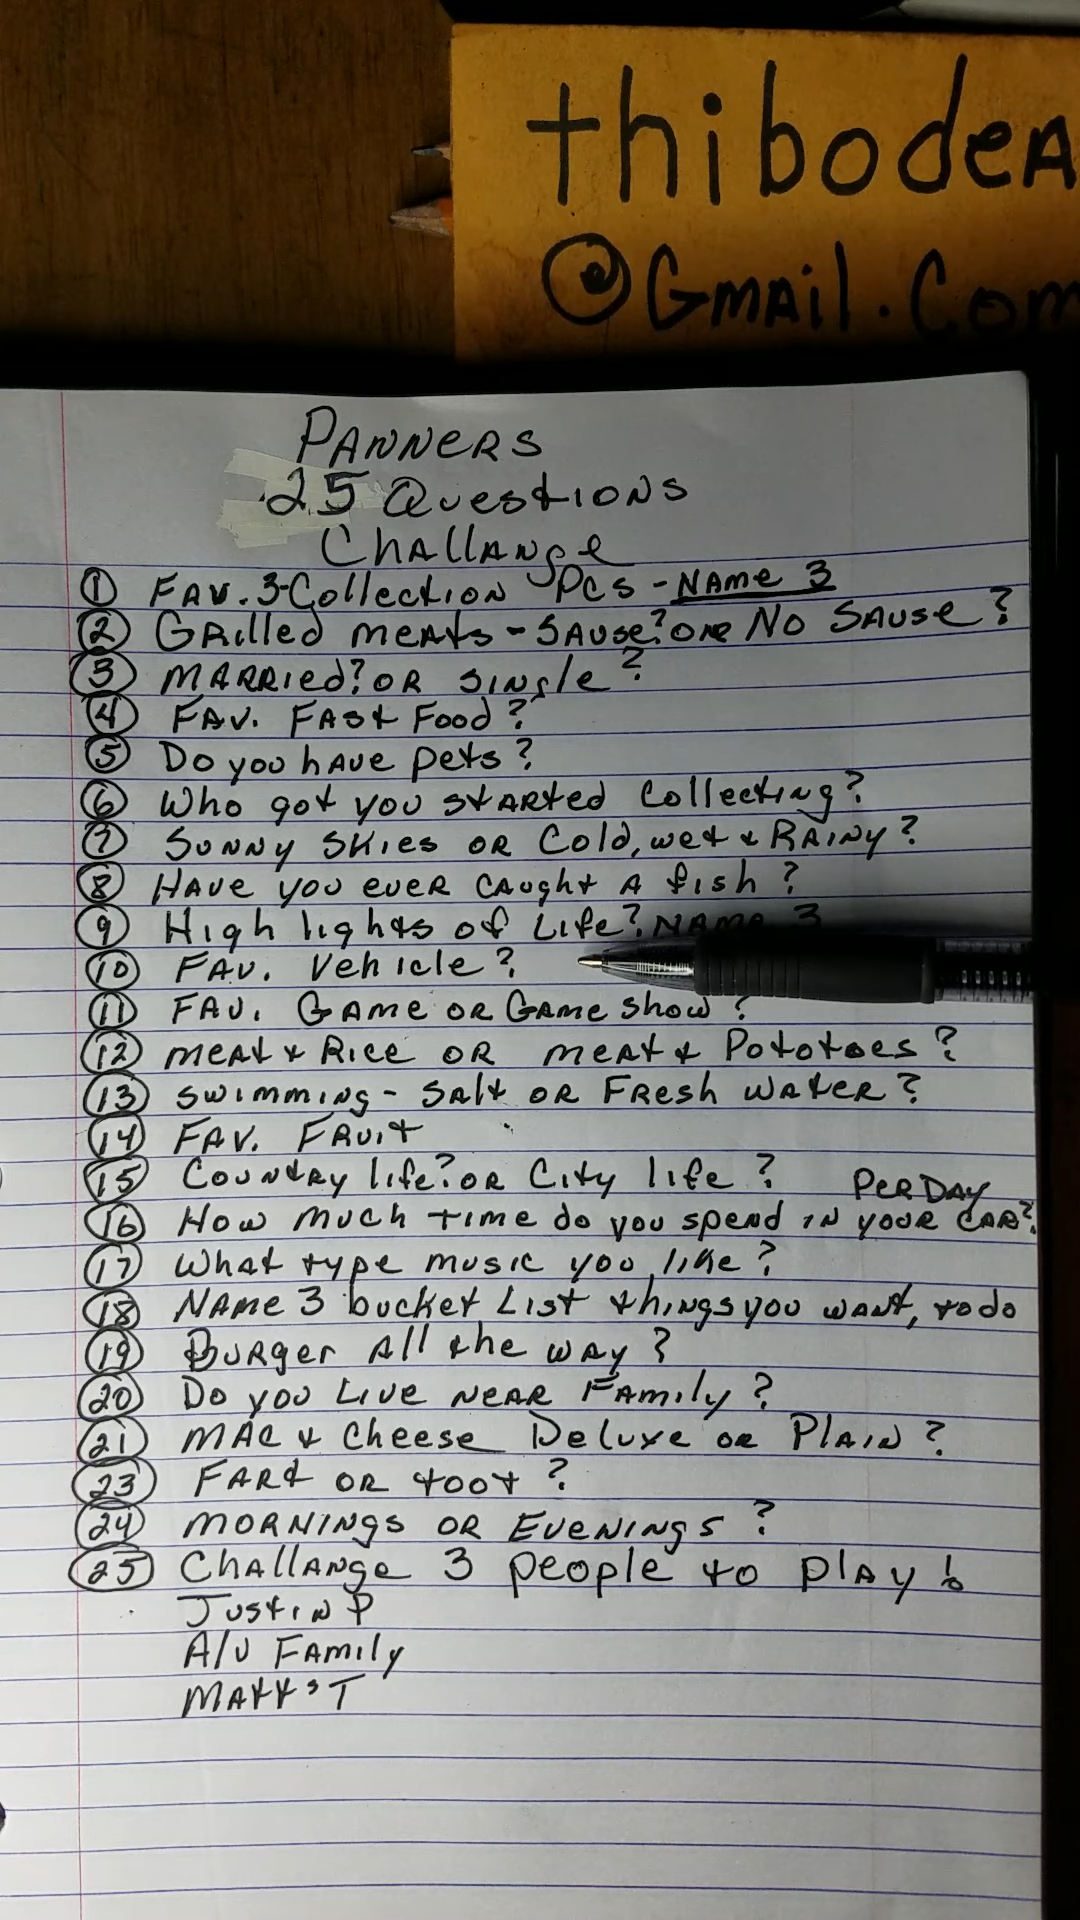 thibodeA
@Gmail.com
Panners
25 Questions
Challange
1 Fav. 3-Collection Pcs - Name 3
2 Grilled meats - Sause? or No Sause?
3 Married? or single?
4 Fav. Fast Food?
5 Do you have pets?
6 Who got you started Collecting?
7 Sunny Skies or Cold, wet & Rainy?
8 Have you ever caught a fish?
9 High lights of Life? Name 3
10 Fav. Vehicle?
11 Fav. Game or Game show?
12 Meat & Rice or meat & Pototoes?
13 Swimming - Salt or Fresh water?
14 Fav. Fruit
15 Country life? or City life?
Per Day
16 How much time do you spend in your car?
17 What type music you like?
18 Name 3 bucket List things you want, to do
19 Burger All the way?
20 Do you Live near Family?
21 Mac & Cheese Deluxe or Plain?
23 Fart or toot?
24 Mornings or Evenings?
25 Challange 3 people to play!
Justin P
A/U Family